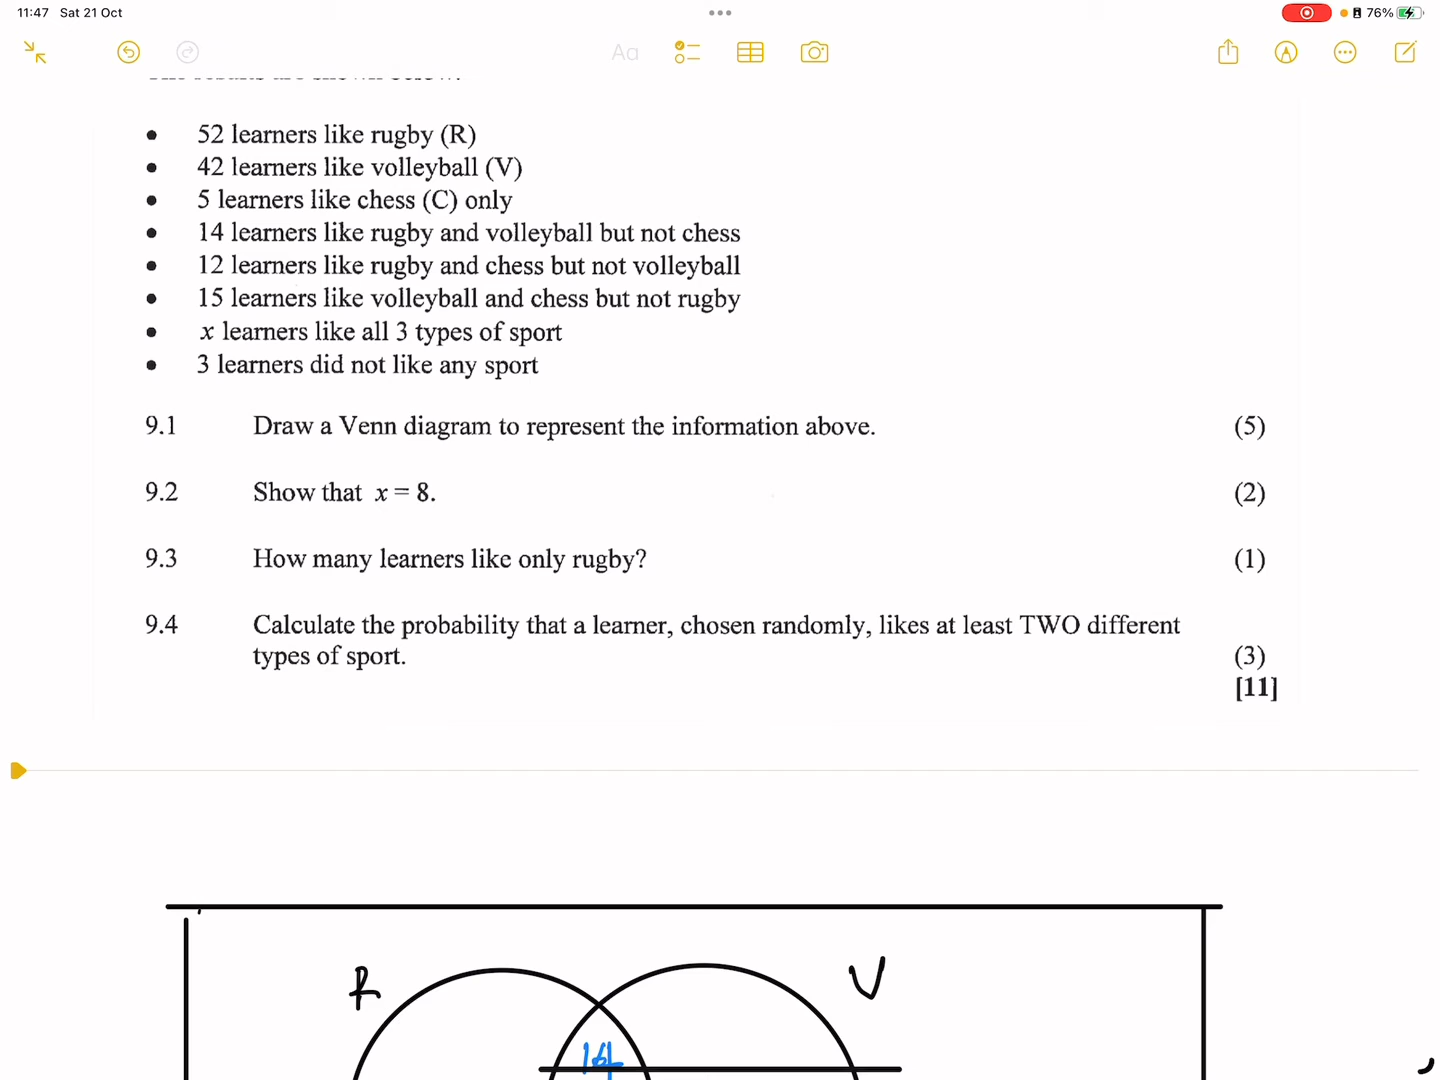 11:47 Sat 21 Oct
76%
Aa
• 52 learners like rugby (R)
• 42 learners like volleyball (V)
• 5 learners like chess (C) only
• 14 learners like rugby and volleyball but not chess
• 12 learners like rugby and chess but not volleyball
• 15 learners like volleyball and chess but not rugby
• x learners like all 3 types of sport
• 3 learners did not like any sport
9.1 Draw a Venn diagram to represent the information above. (5)
9.2 Show that x = 8. (2)
9.3 How many learners like only rugby? (1)
9.4 Calculate the probability that a learner, chosen randomly, likes at least TWO different
types of sport. (3)
[11]
R V